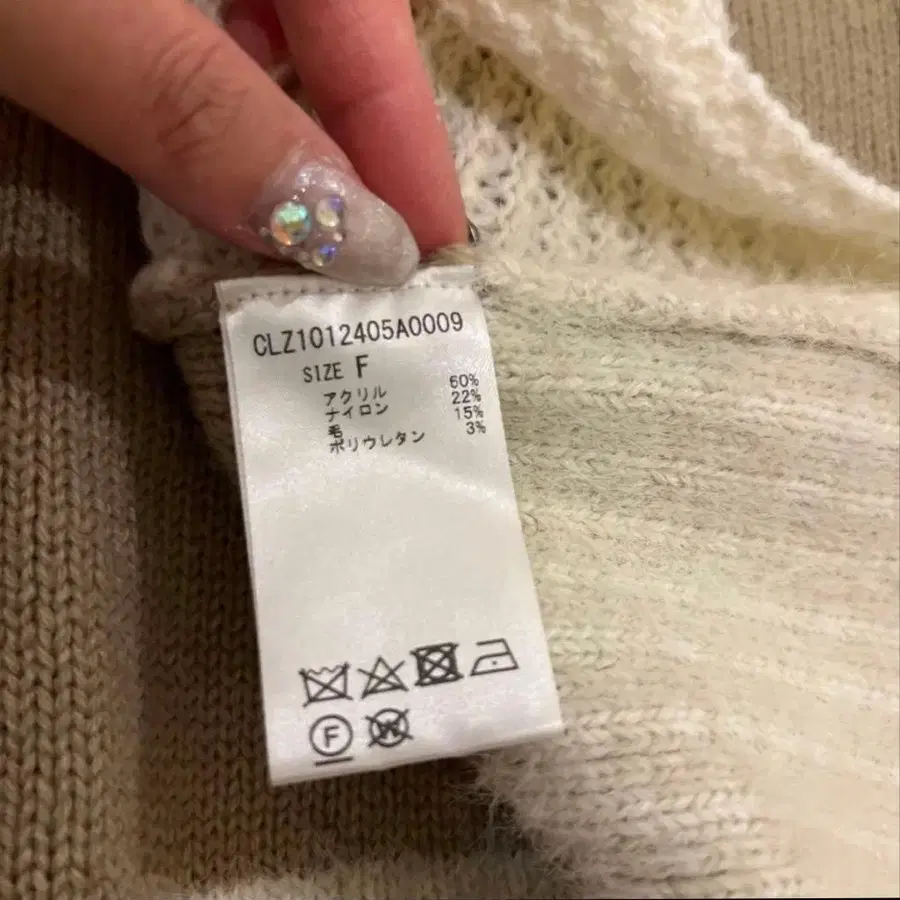 CLZ1012405A0009
SIZE F
アクリル 60%
ナイロン 22%
毛 15%
ポリウレタン 3%
F
W